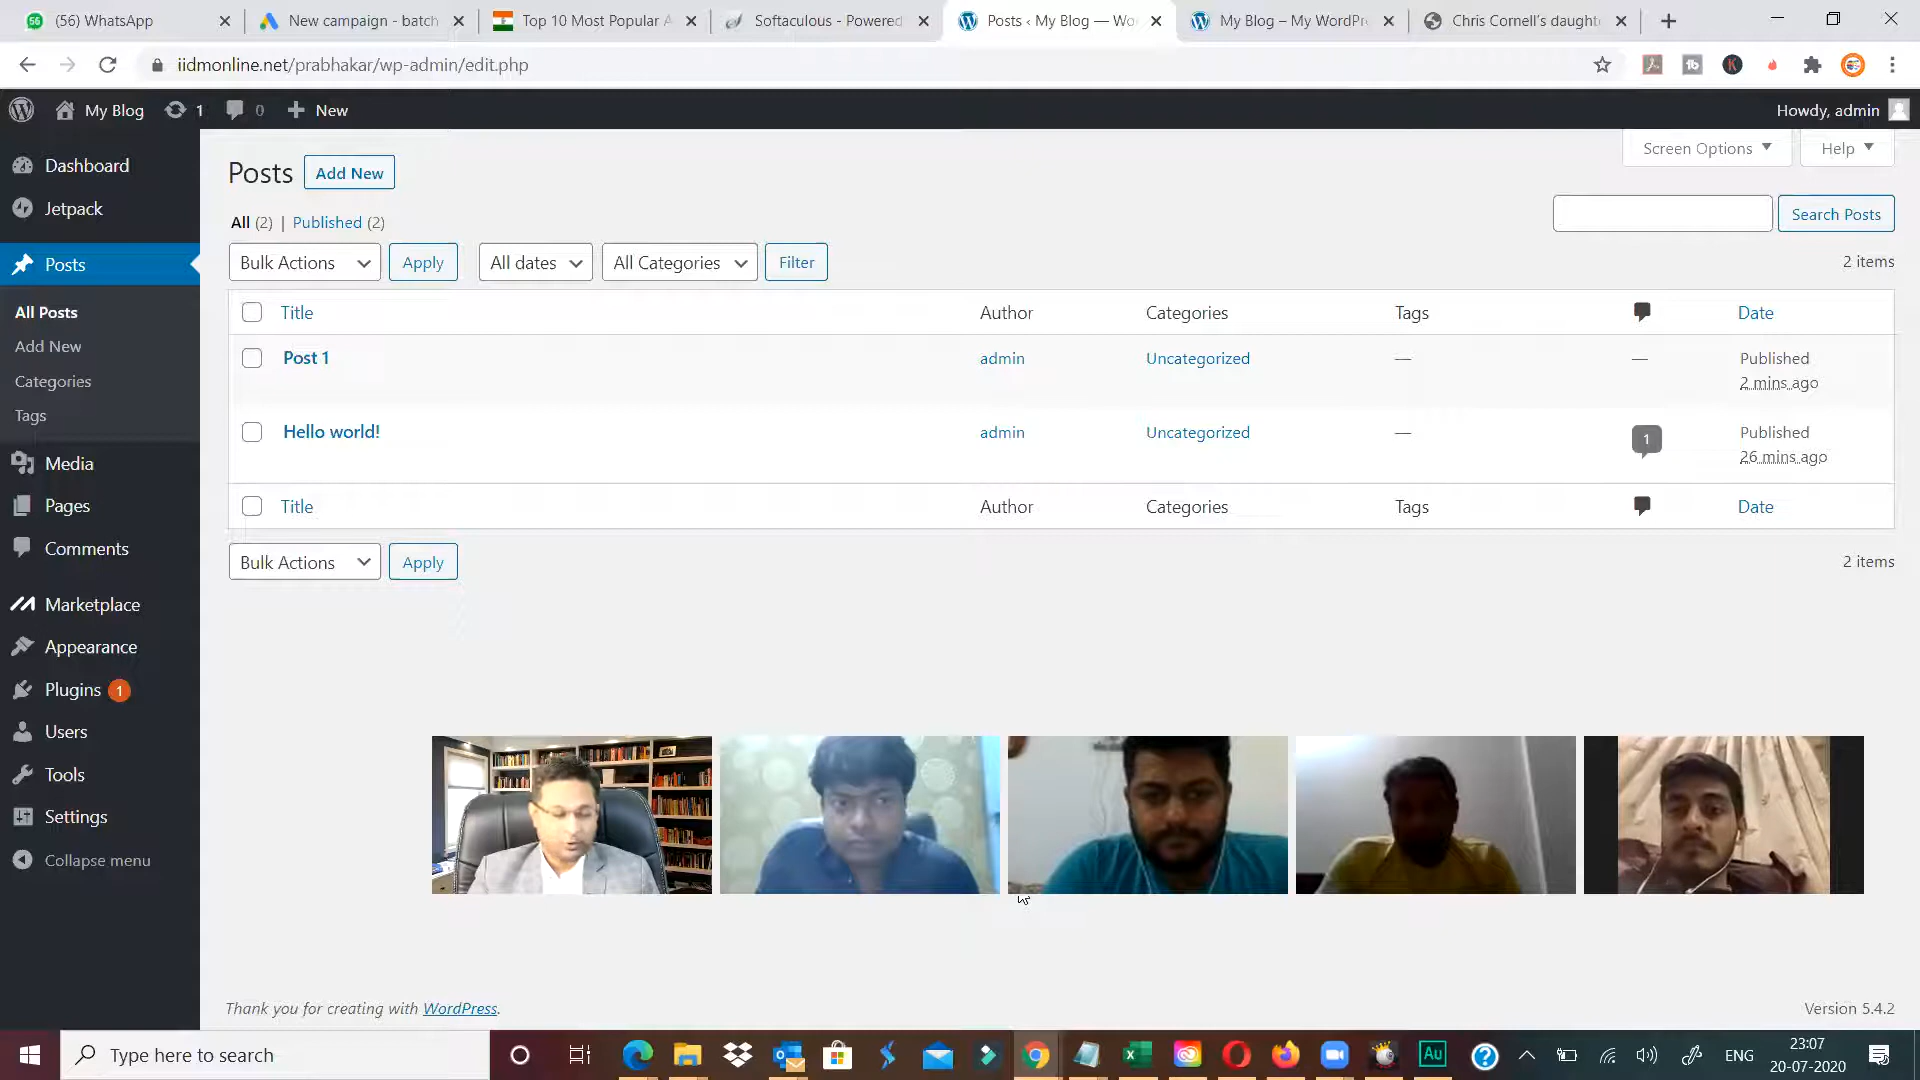 (56) WhatsApp
New campaign - batch
Top 10 Most Popular A
Softaculous - Powered
Posts ‹ My Blog — Wo
My Blog – My WordPre
Chris Cornell's daught
iidmonline.net/prabhakar/wp-admin/edit.php
My Blog 1 0 New
Howdy, admin
Dashboard
Jetpack
Posts
All Posts
Add New
Categories
Tags
Media
Pages
Comments
Marketplace
Appearance
Plugins 1
Users
Tools
Settings
Collapse menu
Screen Options
Help
Posts Add New
All (2) | Published (2)
Search Posts
Bulk Actions Apply All dates All Categories Filter
2 items
Title Author Categories Tags Date
Post 1 admin Uncategorized — — Published
2 mins ago
Hello world! admin Uncategorized — 1 Published
26 mins ago
Title Author Categories Tags Date
Bulk Actions Apply
2 items
Thank you for creating with WordPress.
Version 5.4.2
Type here to search
Au
ENG
23:07
20-07-2020